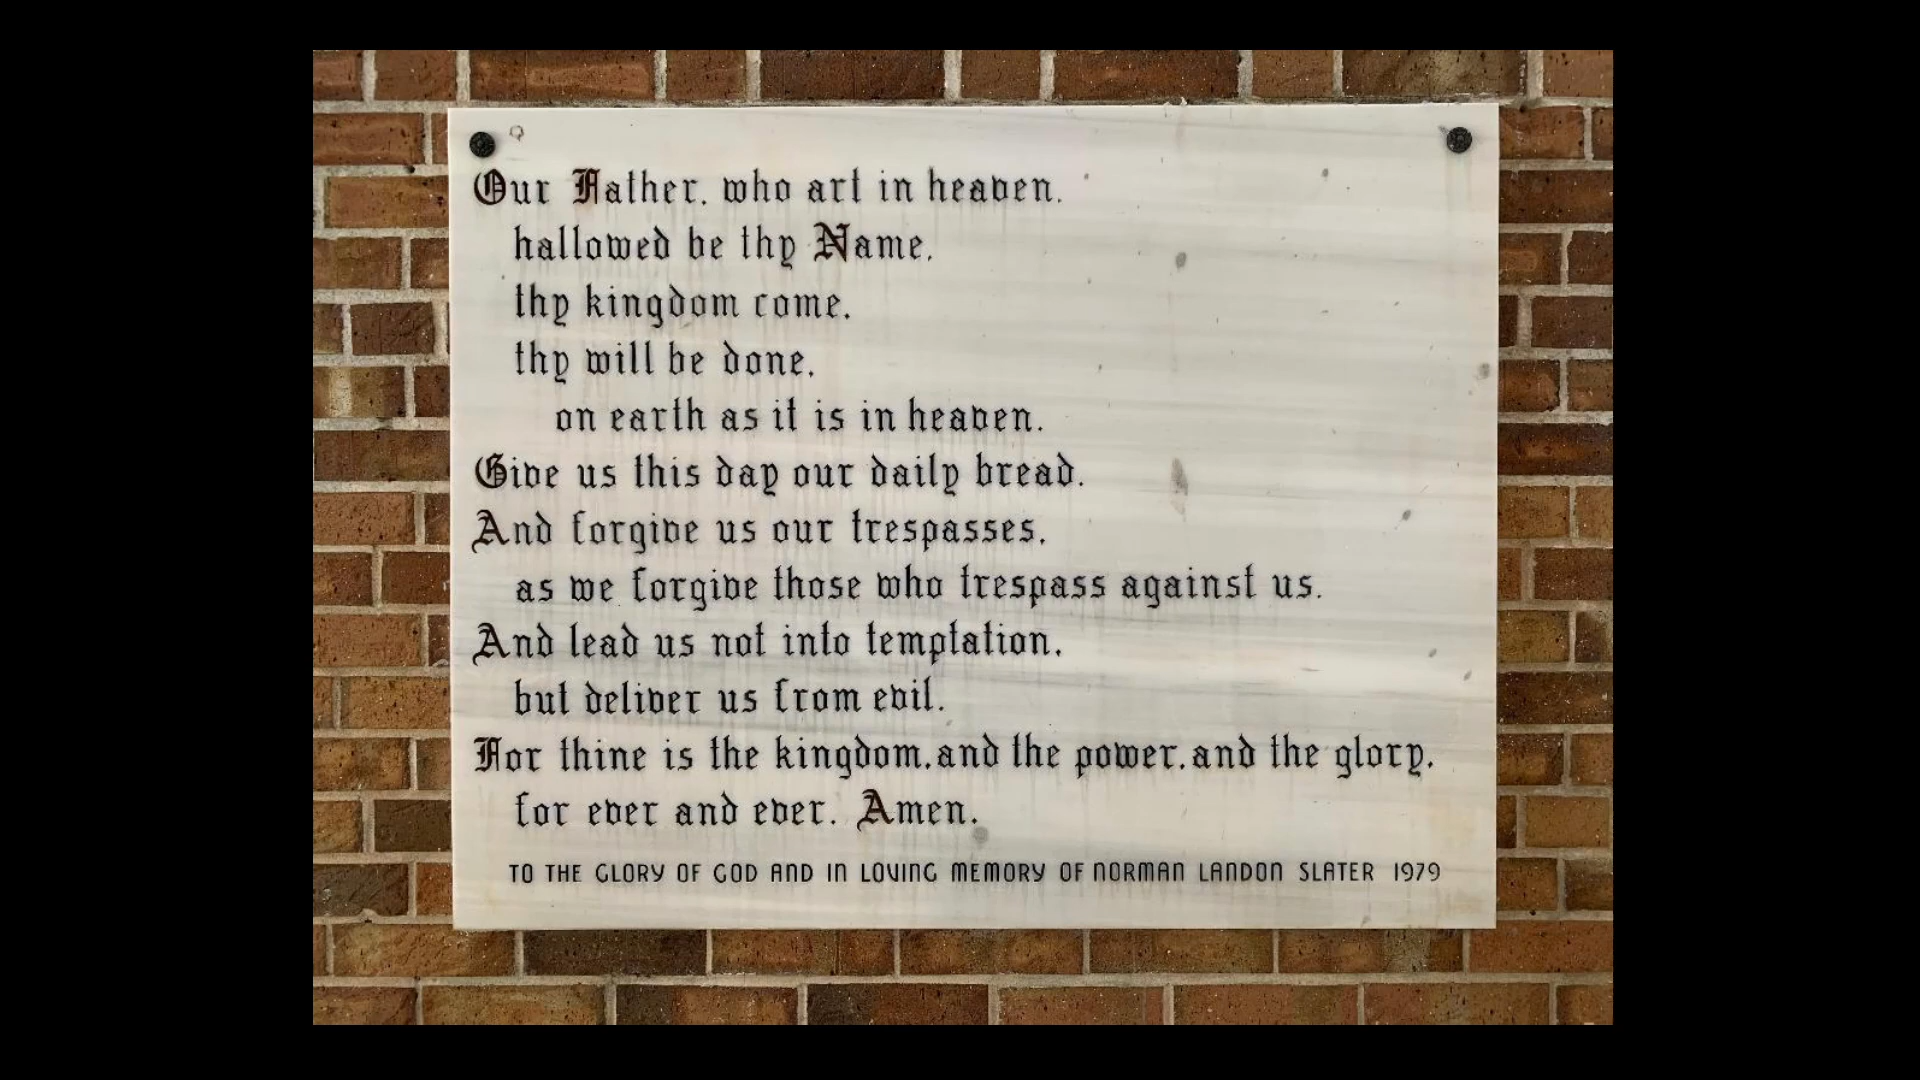 Our Father, who art in heaven,
hallowed be thy Name,
thy kingdom come,
thy will be done,
on earth as it is in heaven.
Give us this day our daily bread.
And forgive us our trespasses,
as we forgive those who trespass against us.
And lead us not into temptation,
but deliver us from evil.
For thine is the kingdom, and the power, and the glory,
for ever and ever. Amen.
TO THE GLORY OF GOD AND IN LOVING MEMORY OF NORMAN LANDON SLATER 1979